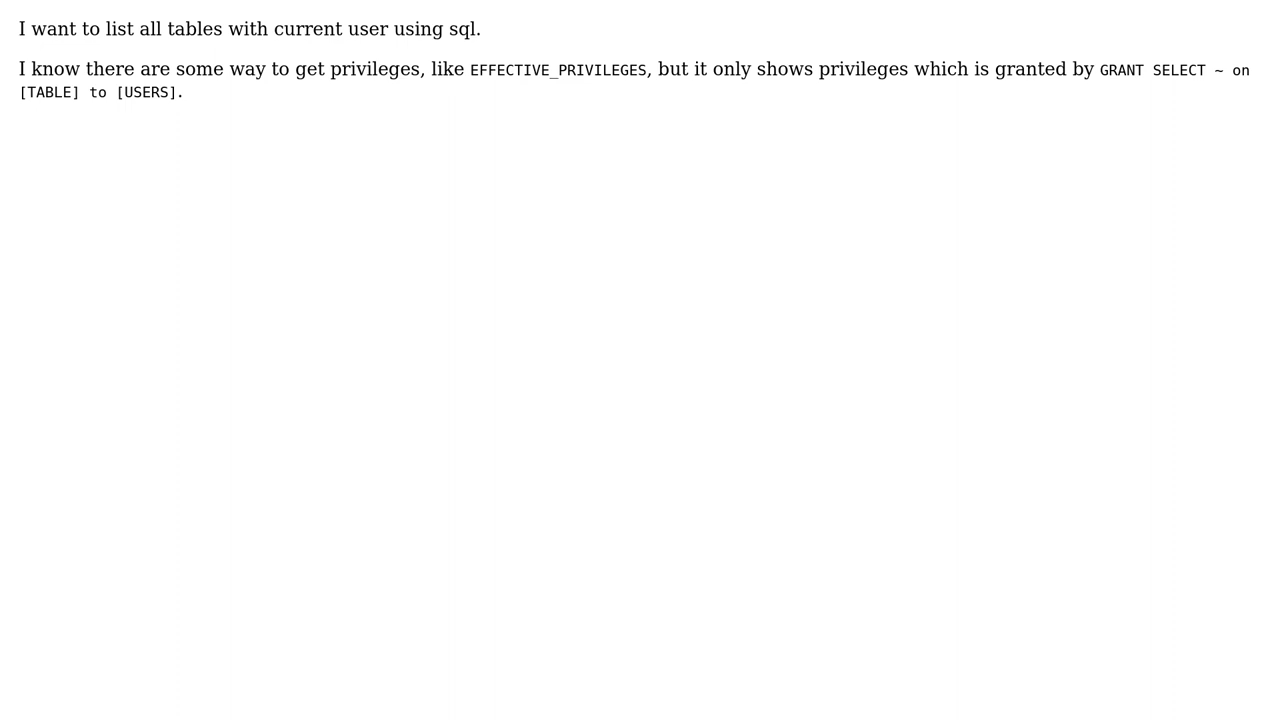 I want to list all tables with current user using sql.
I know there are some way to get privileges, like EFFECTIVE_PRIVILEGES, but it only shows privileges which is granted by GRANT SELECT ~ on
[TABLE] to [USERS].